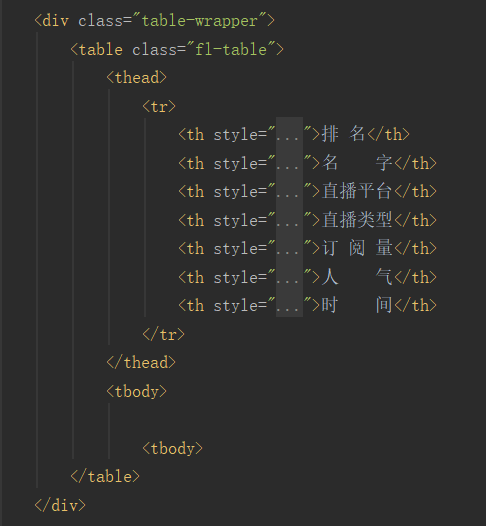 <div class="table-wrapper">
<table class="fl-table">
<thead>
<tr>
<th style="...">排 名</th>
<th style="...">名    字</th>
<th style="...">直播平台</th>
<th style="...">直播类型</th>
<th style="...">订 阅 量</th>
<th style="...">人    气</th>
<th style="...">时    间</th>
</tr>
</thead>
<tbody>
<tbody>
</table>
</div>